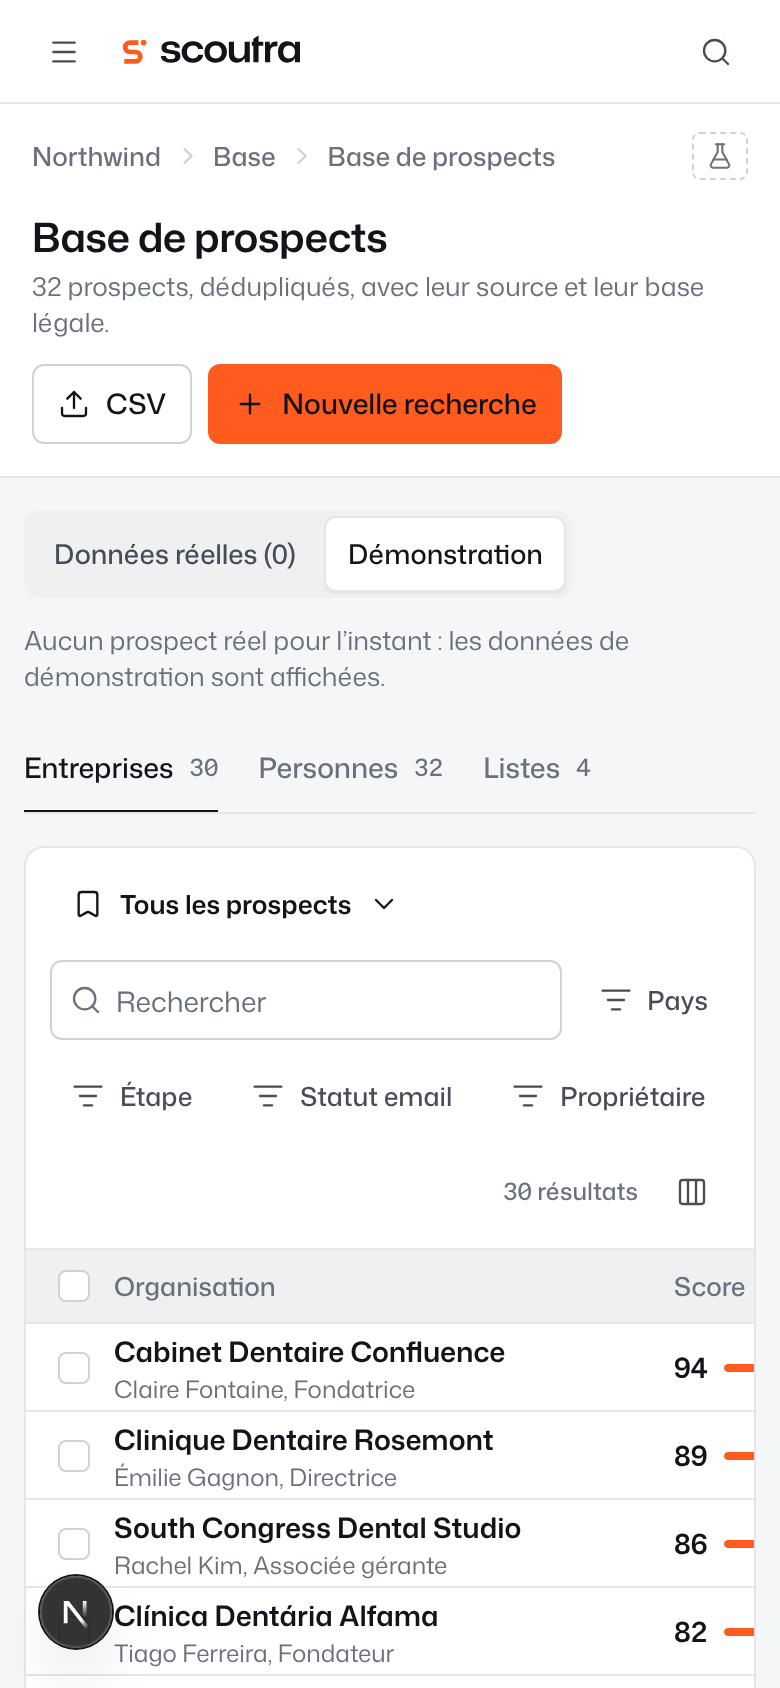 scoutra
Northwind > Base > Base de prospects
Base de prospects
32 prospects, dédupliqués, avec leur source et leur base
légale.
CSV
+ Nouvelle recherche
Données réelles (0)
Démonstration
Aucun prospect réel pour l’instant : les données de
démonstration sont affichées.
Entreprises 30
Personnes 32
Listes 4
Tous les prospects
Rechercher
Pays
Étape
Statut email
Propriétaire
30 résultats
Organisation
Score
Cabinet Dentaire Confluence
94
Claire Fontaine, Fondatrice
Clinique Dentaire Rosemont
89
Émilie Gagnon, Directrice
South Congress Dental Studio
86
Rachel Kim, Associée gérante
N
Clínica Dentária Alfama
82
Tiago Ferreira, Fondateur